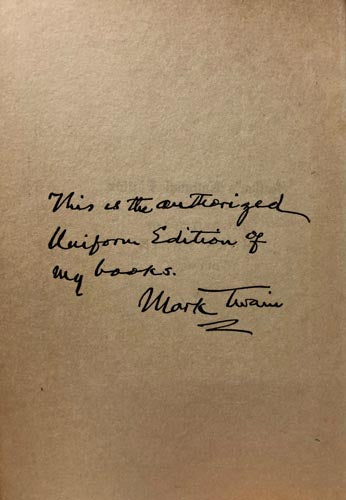 This is the authorized
Uniform Edition of
my books.
Mark Twain